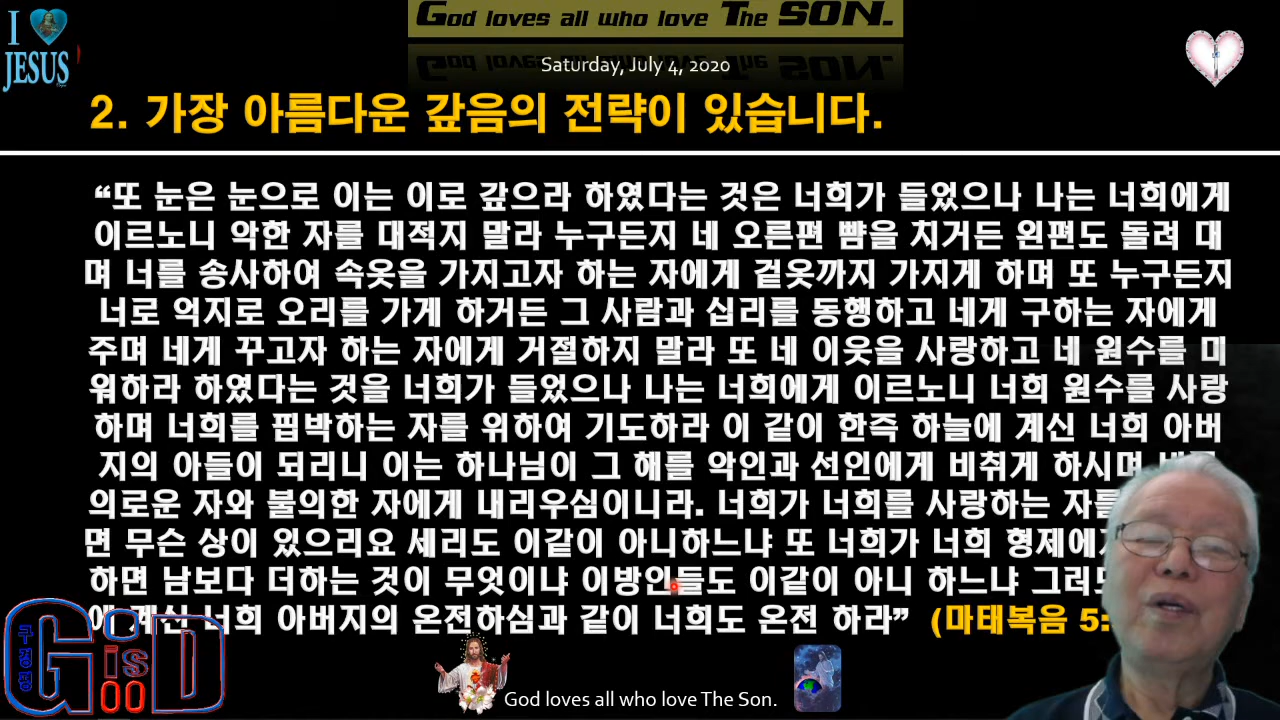 I
JESUS
God loves all who love The SON.
Saturday, July 4, 2020
2. 가장 아름다운 갚음의 전략이 있습니다.
“또 눈은 눈으로 이는 이로 갚으라 하였다는 것은 너희가 들었으나 나는 너희에게
이르노니 악한 자를 대적지 말라 누구든지 네 오른편 뺨을 치거든 왼편도 돌려 대
며 너를 송사하여 속옷을 가지고자 하는 자에게 겉옷까지 가지게 하며 또 누구든지
너로 억지로 오리를 가게 하거든 그 사람과 십리를 동행하고 네게 구하는 자에게
주며 네게 꾸고자 하는 자에게 거절하지 말라 또 네 이웃을 사랑하고 네 원수를 미
워하라 하였다는 것을 너희가 들었으나 나는 너희에게 이르노니 너희 원수를 사랑
하며 너희를 핍박하는 자를 위하여 기도하라 이 같이 한즉 하늘에 계신 너희 아버
지의 아들이 되리니 이는 하나님이 그 해를 악인과 선인에게 비취게 하시며
의로운 자와 불의한 자에게 내리우심이니라. 너희가 너희를 사랑하는
면 무슨 상이 있으리요 세리도 이같이 아니하느냐 또 너희가 너희
하면 남보다 더하는 것이 무엇이냐 이방인들도 이같이 아니 하느냐
에 계신 너희 아버지의 온전하심과 같이 너희도 온전 하라” (마태복음 5:
GisD
God loves all who love The Son.